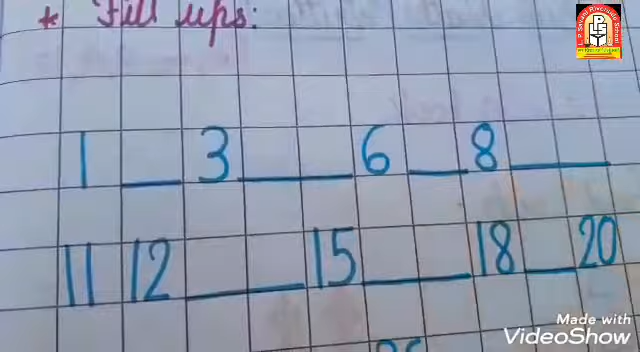 * Fill ups:
1 __ 3 ____ 6 __ 8 ____
11 12 ____ 15 ____ 18 __ 20
Made with
VideoShow